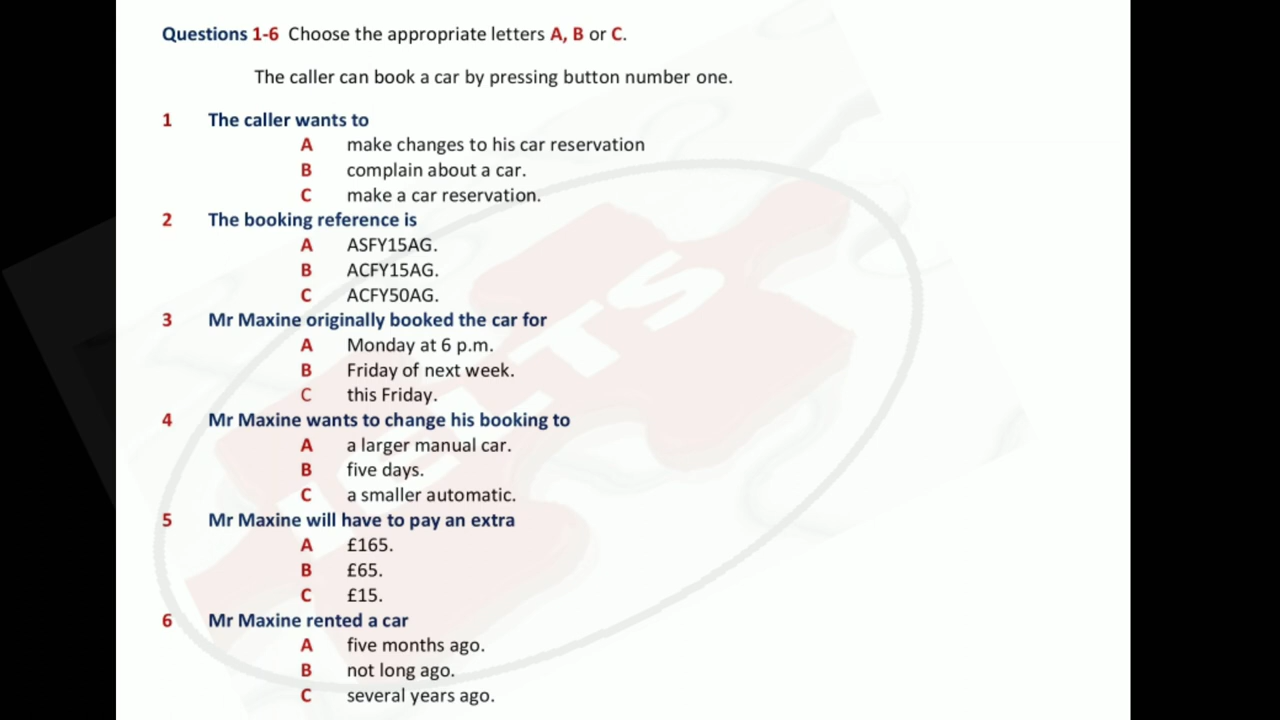 Questions 1-6 Choose the appropriate letters A, B or C.
The caller can book a car by pressing button number one.
1 The caller wants to
A make changes to his car reservation
B complain about a car.
C make a car reservation.
2 The booking reference is
A ASFY15AG.
B ACFY15AG.
C ACFY50AG.
3 Mr Maxine originally booked the car for
A Monday at 6 p.m.
B Friday of next week.
C this Friday.
4 Mr Maxine wants to change his booking to
A a larger manual car.
B five days.
C a smaller automatic.
5 Mr Maxine will have to pay an extra
A £165.
B £65.
C £15.
6 Mr Maxine rented a car
A five months ago.
B not long ago.
C several years ago.
IELTS